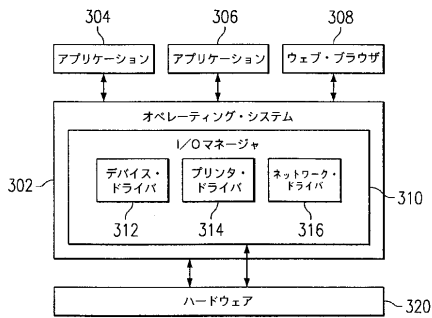 304
306
308
アプリケーション
アプリケーション
ウェブ・ブラウザ
オペレーティング・システム
I/Oマネージャ
302
デバイス・
ドライバ
プリンタ・
ドライバ
ネットワーク・
ドライバ
310
312
314
316
ハードウェア
320